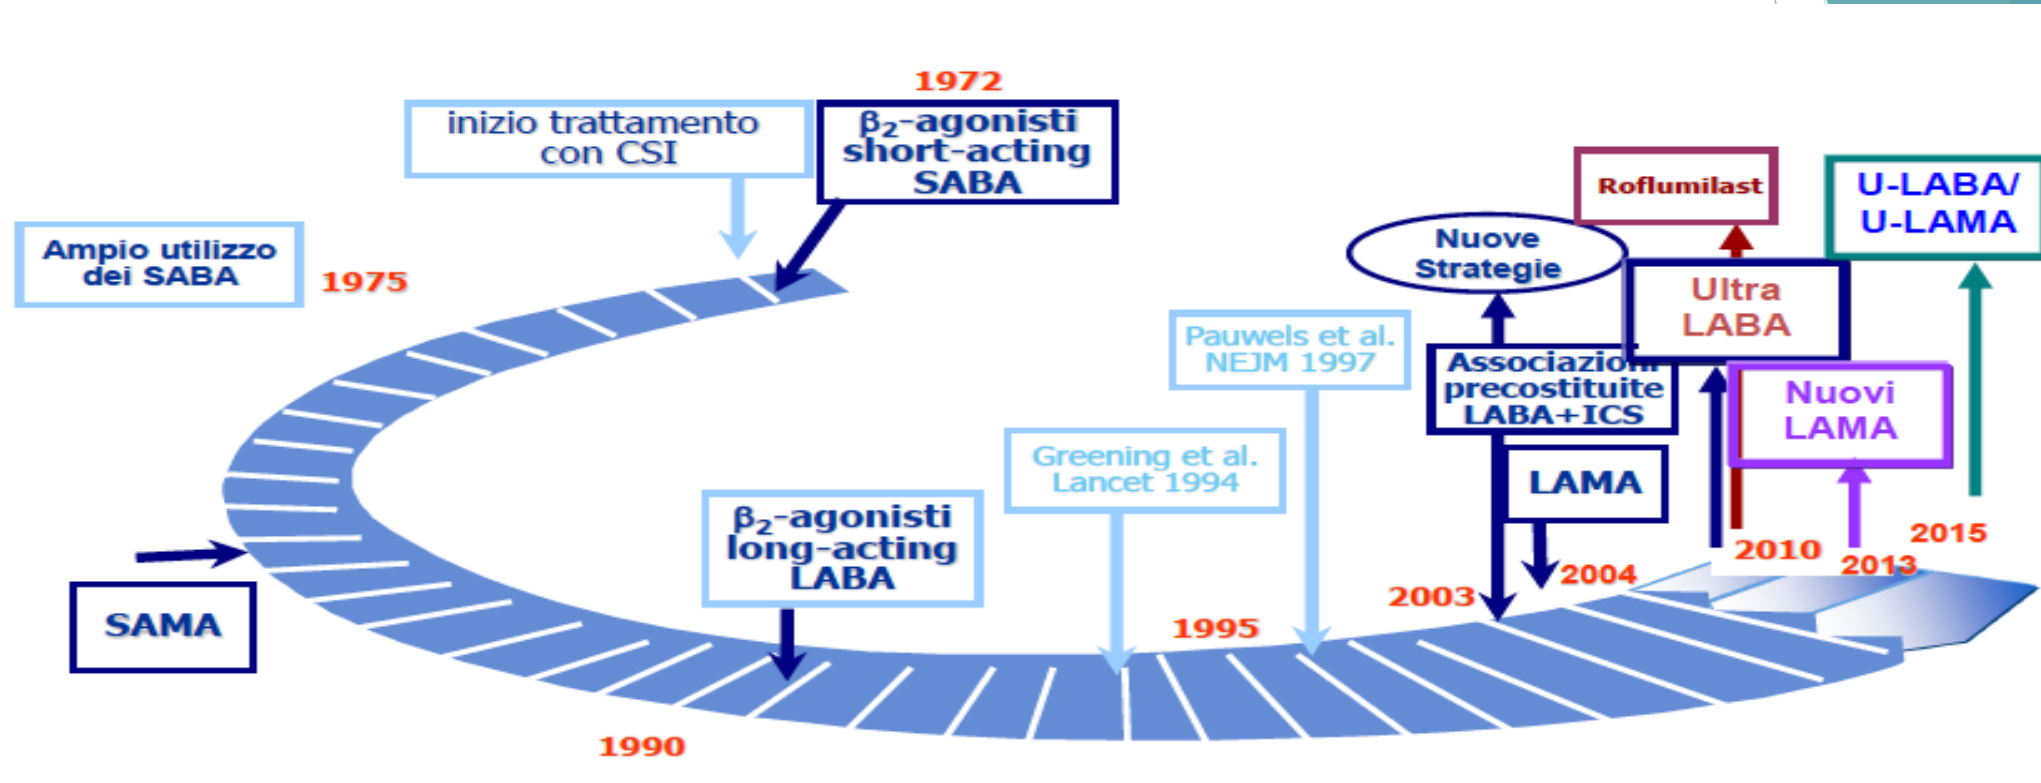 1972
inizio trattamento
con CSI
β2-agonisti
short-acting
SABA
Ampio utilizzo
dei SABA
1975
SAMA
1990
β2-agonisti
long-acting
LABA
Greening et al.
Lancet 1994
1995
Pauwels et al.
NEJM 1997
Nuove
Strategie
Associazioni
precostituite
LABA+ICS
2003
LAMA
2004
Roflumilast
Ultra
LABA
2010
Nuovi
LAMA
2013
U-LABA/
U-LAMA
2015